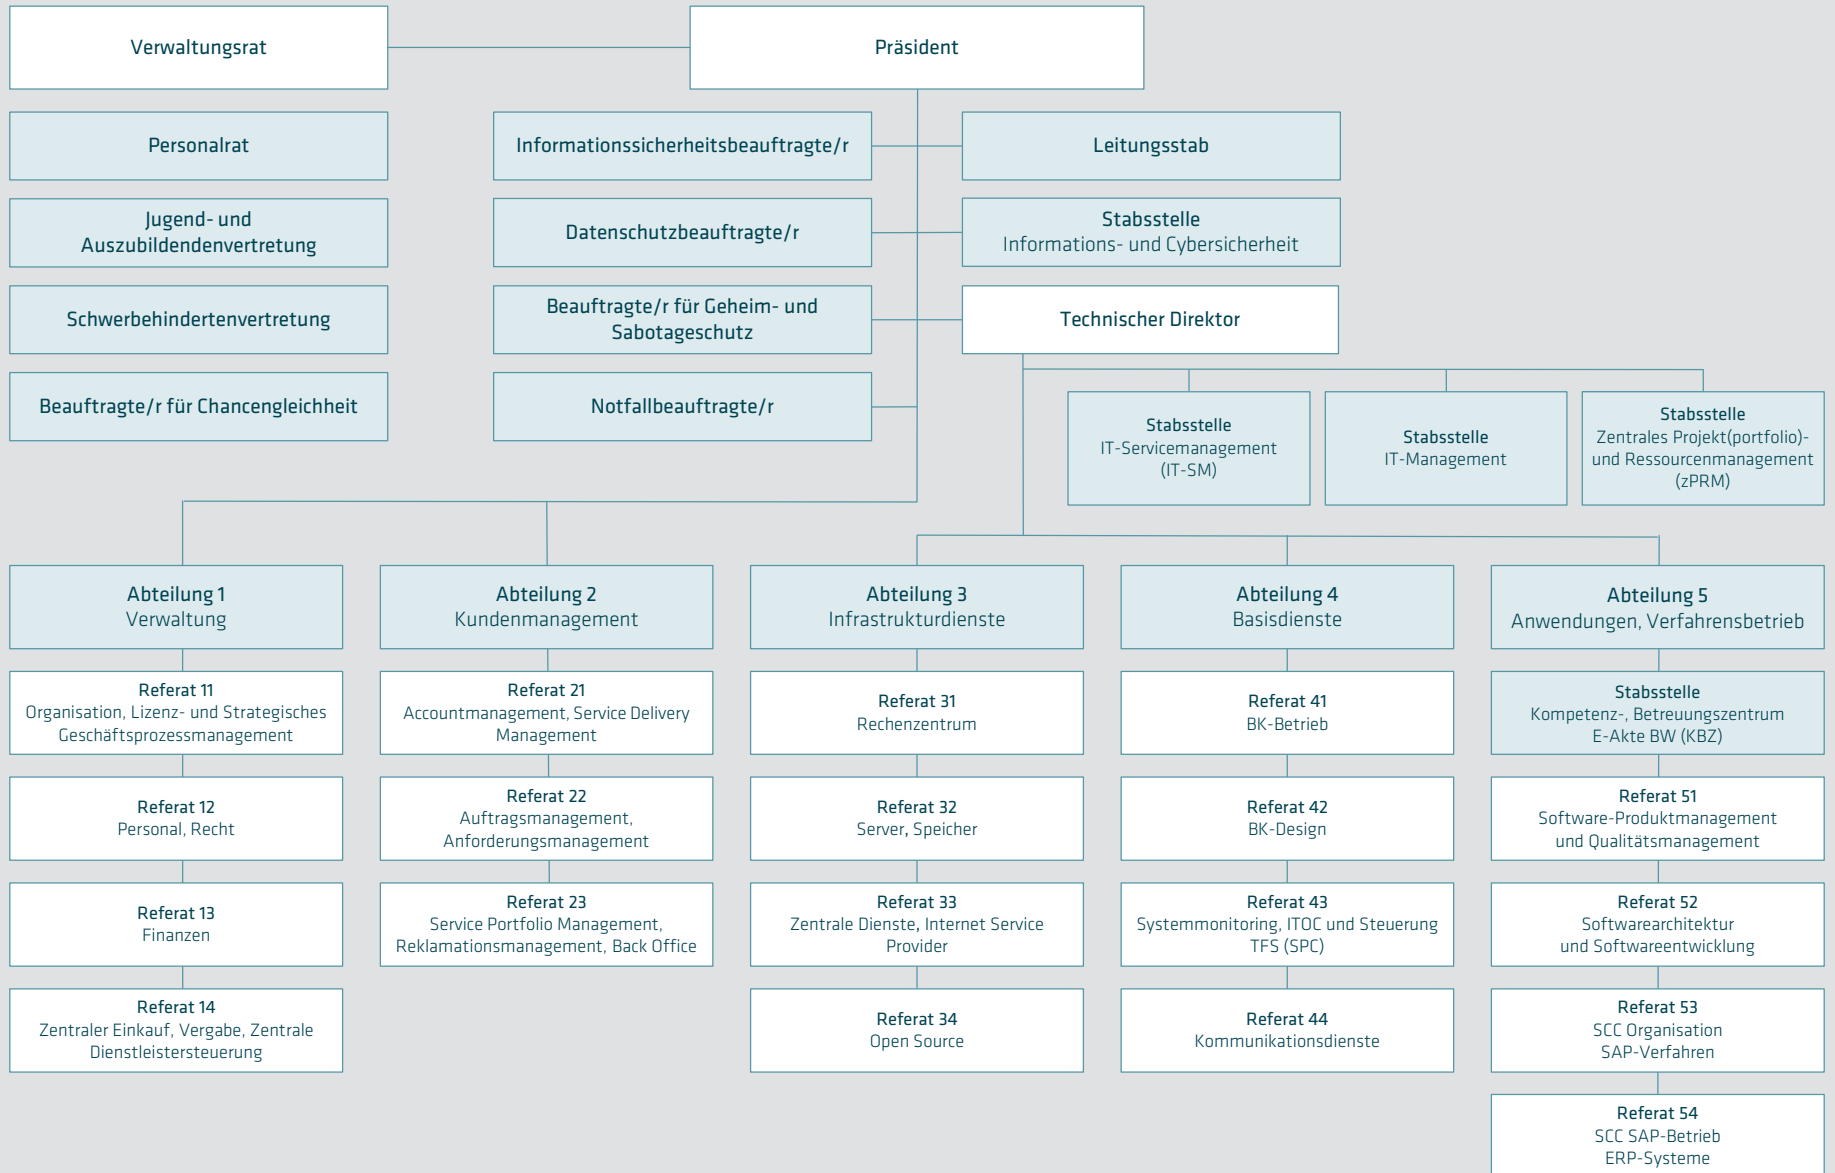 Verwaltungsrat
Präsident
Personalrat
Informationssicherheitsbeauftragte/r
Leitungsstab
Jugend- und
Auszubildendenvertretung
Datenschutzbeauftragte/r
Stabsstelle
Informations- und Cybersicherheit
Schwerbehindertenvertretung
Beauftragte/r für Geheim- und
Sabotageschutz
Technischer Direktor
Beauftragte/r für Chancengleichheit
Notfallbeauftragte/r
Stabsstelle
IT-Servicemanagement
(IT-SM)
Stabsstelle
IT-Management
Stabsstelle
Zentrales Projekt(portfolio)-
und Ressourcenmanagement
(zPRM)
Abteilung 1
Verwaltung
Referat 11
Organisation, Lizenz- und Strategisches
Geschäftsprozessmanagement
Referat 12
Personal, Recht
Referat 13
Finanzen
Referat 14
Zentraler Einkauf, Vergabe, Zentrale
Dienstleistersteuerung
Abteilung 2
Kundenmanagement
Referat 21
Accountmanagement, Service Delivery
Management
Referat 22
Auftragsmanagement,
Anforderungsmanagement
Referat 23
Service Portfolio Management,
Reklamationsmanagement, Back Office
Abteilung 3
Infrastrukturdienste
Referat 31
Rechenzentrum
Referat 32
Server, Speicher
Referat 33
Zentrale Dienste, Internet Service
Provider
Referat 34
Open Source
Abteilung 4
Basisdienste
Referat 41
BK-Betrieb
Referat 42
BK-Design
Referat 43
Systemmonitoring, ITOC und Steuerung
TFS (SPC)
Referat 44
Kommunikationsdienste
Abteilung 5
Anwendungen, Verfahrensbetrieb
Stabsstelle
Kompetenz-, Betreuungszentrum
E-Akte BW (KBZ)
Referat 51
Software-Produktmanagement
und Qualitätsmanagement
Referat 52
Softwarearchitektur
und Softwareentwicklung
Referat 53
SCC Organisation
SAP-Verfahren
Referat 54
SCC SAP-Betrieb
ERP-Systeme